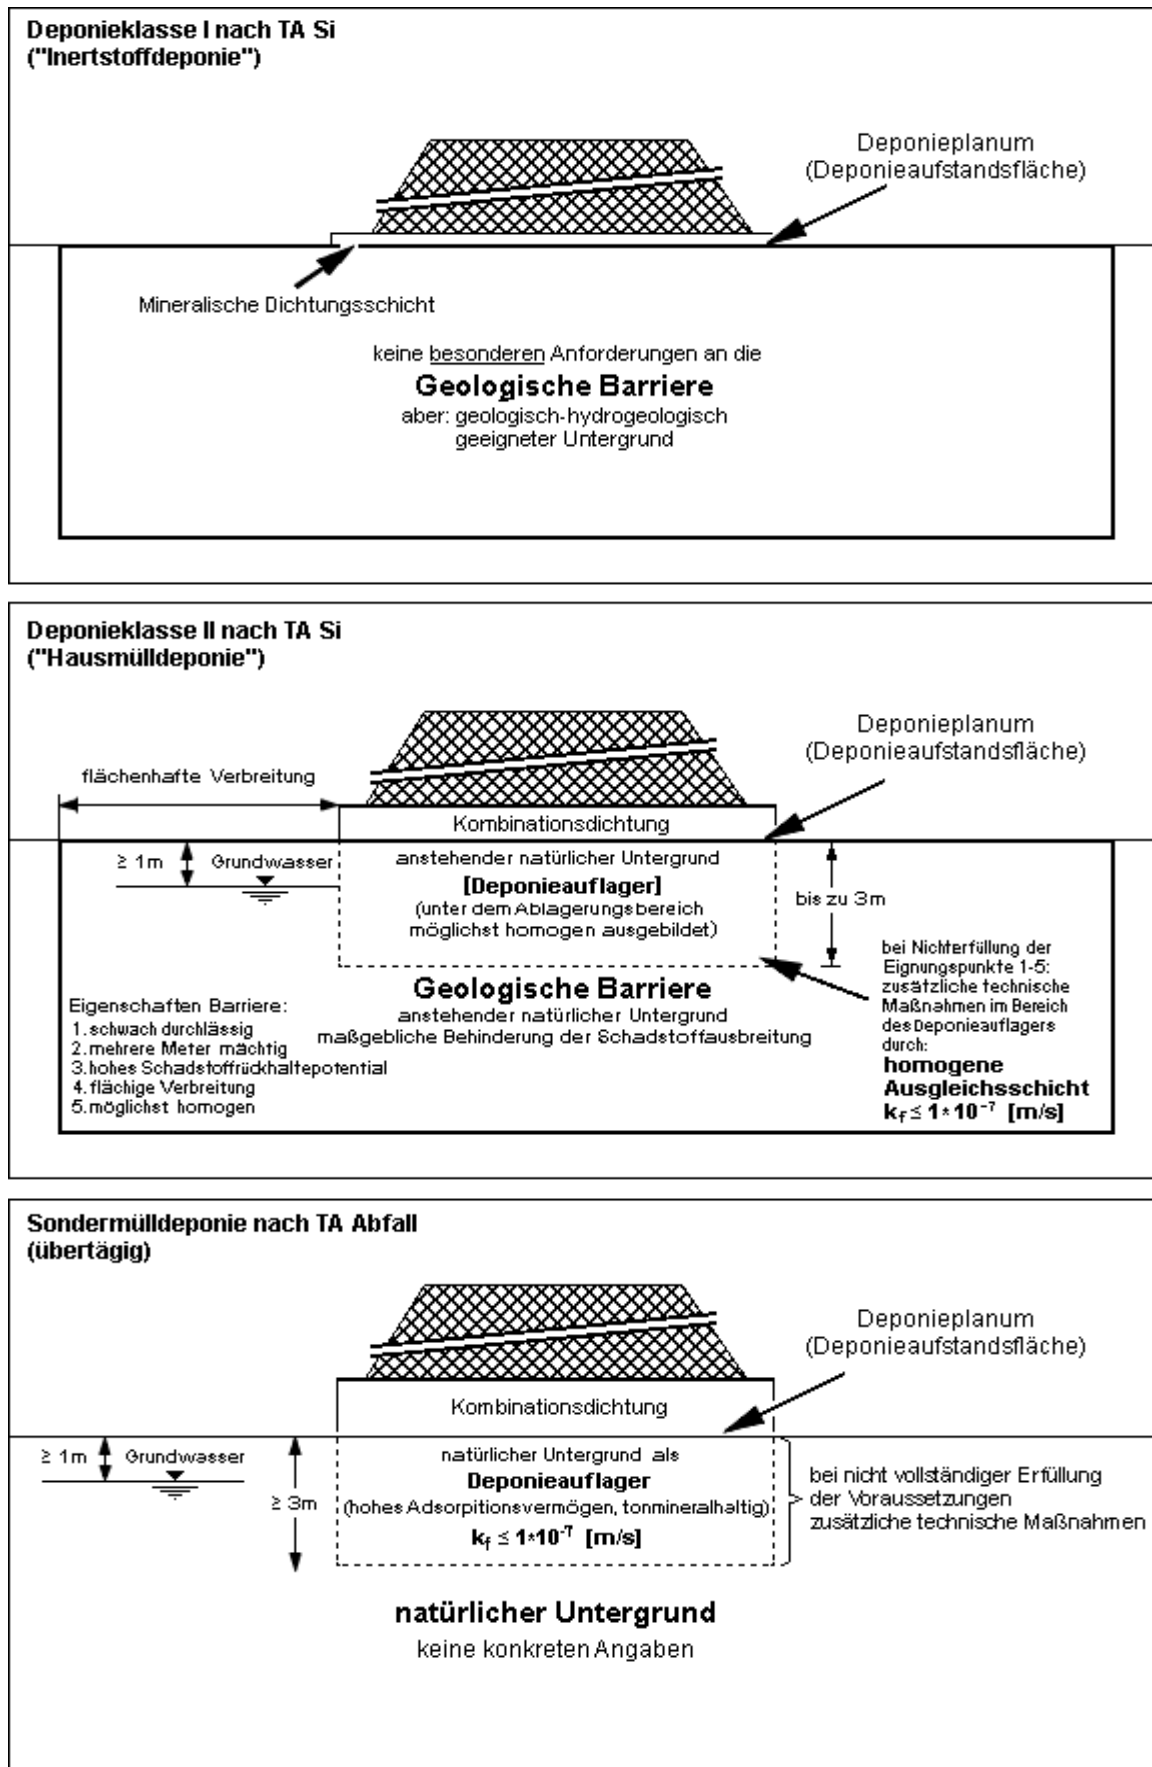 Deponieklasse I nach TA Si
("Inertstoffdeponie")
Deponieplanum
(Deponieaufstandsfläche)
Mineralische Dichtungsschicht
keine besonderen Anforderungen an die
Geologische Barriere
aber: geologisch-hydrogeologisch
geeigneter Untergrund
Deponieklasse II nach TA Si
("Hausmülldeponie")
Deponieplanum
(Deponieaufstandsfläche)
flächenhafte Verbreitung
Kombinationsdichtung
≥ 1m
Grundwasser
anstehender natürlicher Untergrund
[Deponieauflager]
(unter dem Ablagerungsbereich
möglichst homogen ausgebildet)
bis zu 3m
Geologische Barriere
anstehender natürlicher Untergrund
maßgebliche Behinderung der Schadstoffausbreitung
Eigenschaften Barriere:
1. schwach durchlässig
2. mehrere Meter mächtig
3. hohes Schadstoffrückhaltepotential
4. flächige Verbreitung
5. möglichst homogen
bei Nichterfüllung der
Eignungspunkte 1-5:
zusätzliche technische
Maßnahmen im Bereich
des Deponieauflagers
durch:
homogene
Ausgleichsschicht
k_f ≤ 1*10⁻⁷ [m/s]
Sondermülldeponie nach TA Abfall
(übertägig)
Deponieplanum
(Deponieaufstandsfläche)
Kombinationsdichtung
≥ 1m
Grundwasser
≥ 3m
natürlicher Untergrund als
Deponieauflager
(hohes Adsorpitionsvermögen, tonmineralhaltig)
k_f ≤ 1*10⁻⁷ [m/s]
bei nicht vollständiger Erfüllung
der Voraussetzungen
zusätzliche technische Maßnahmen
natürlicher Untergrund
keine konkreten Angaben